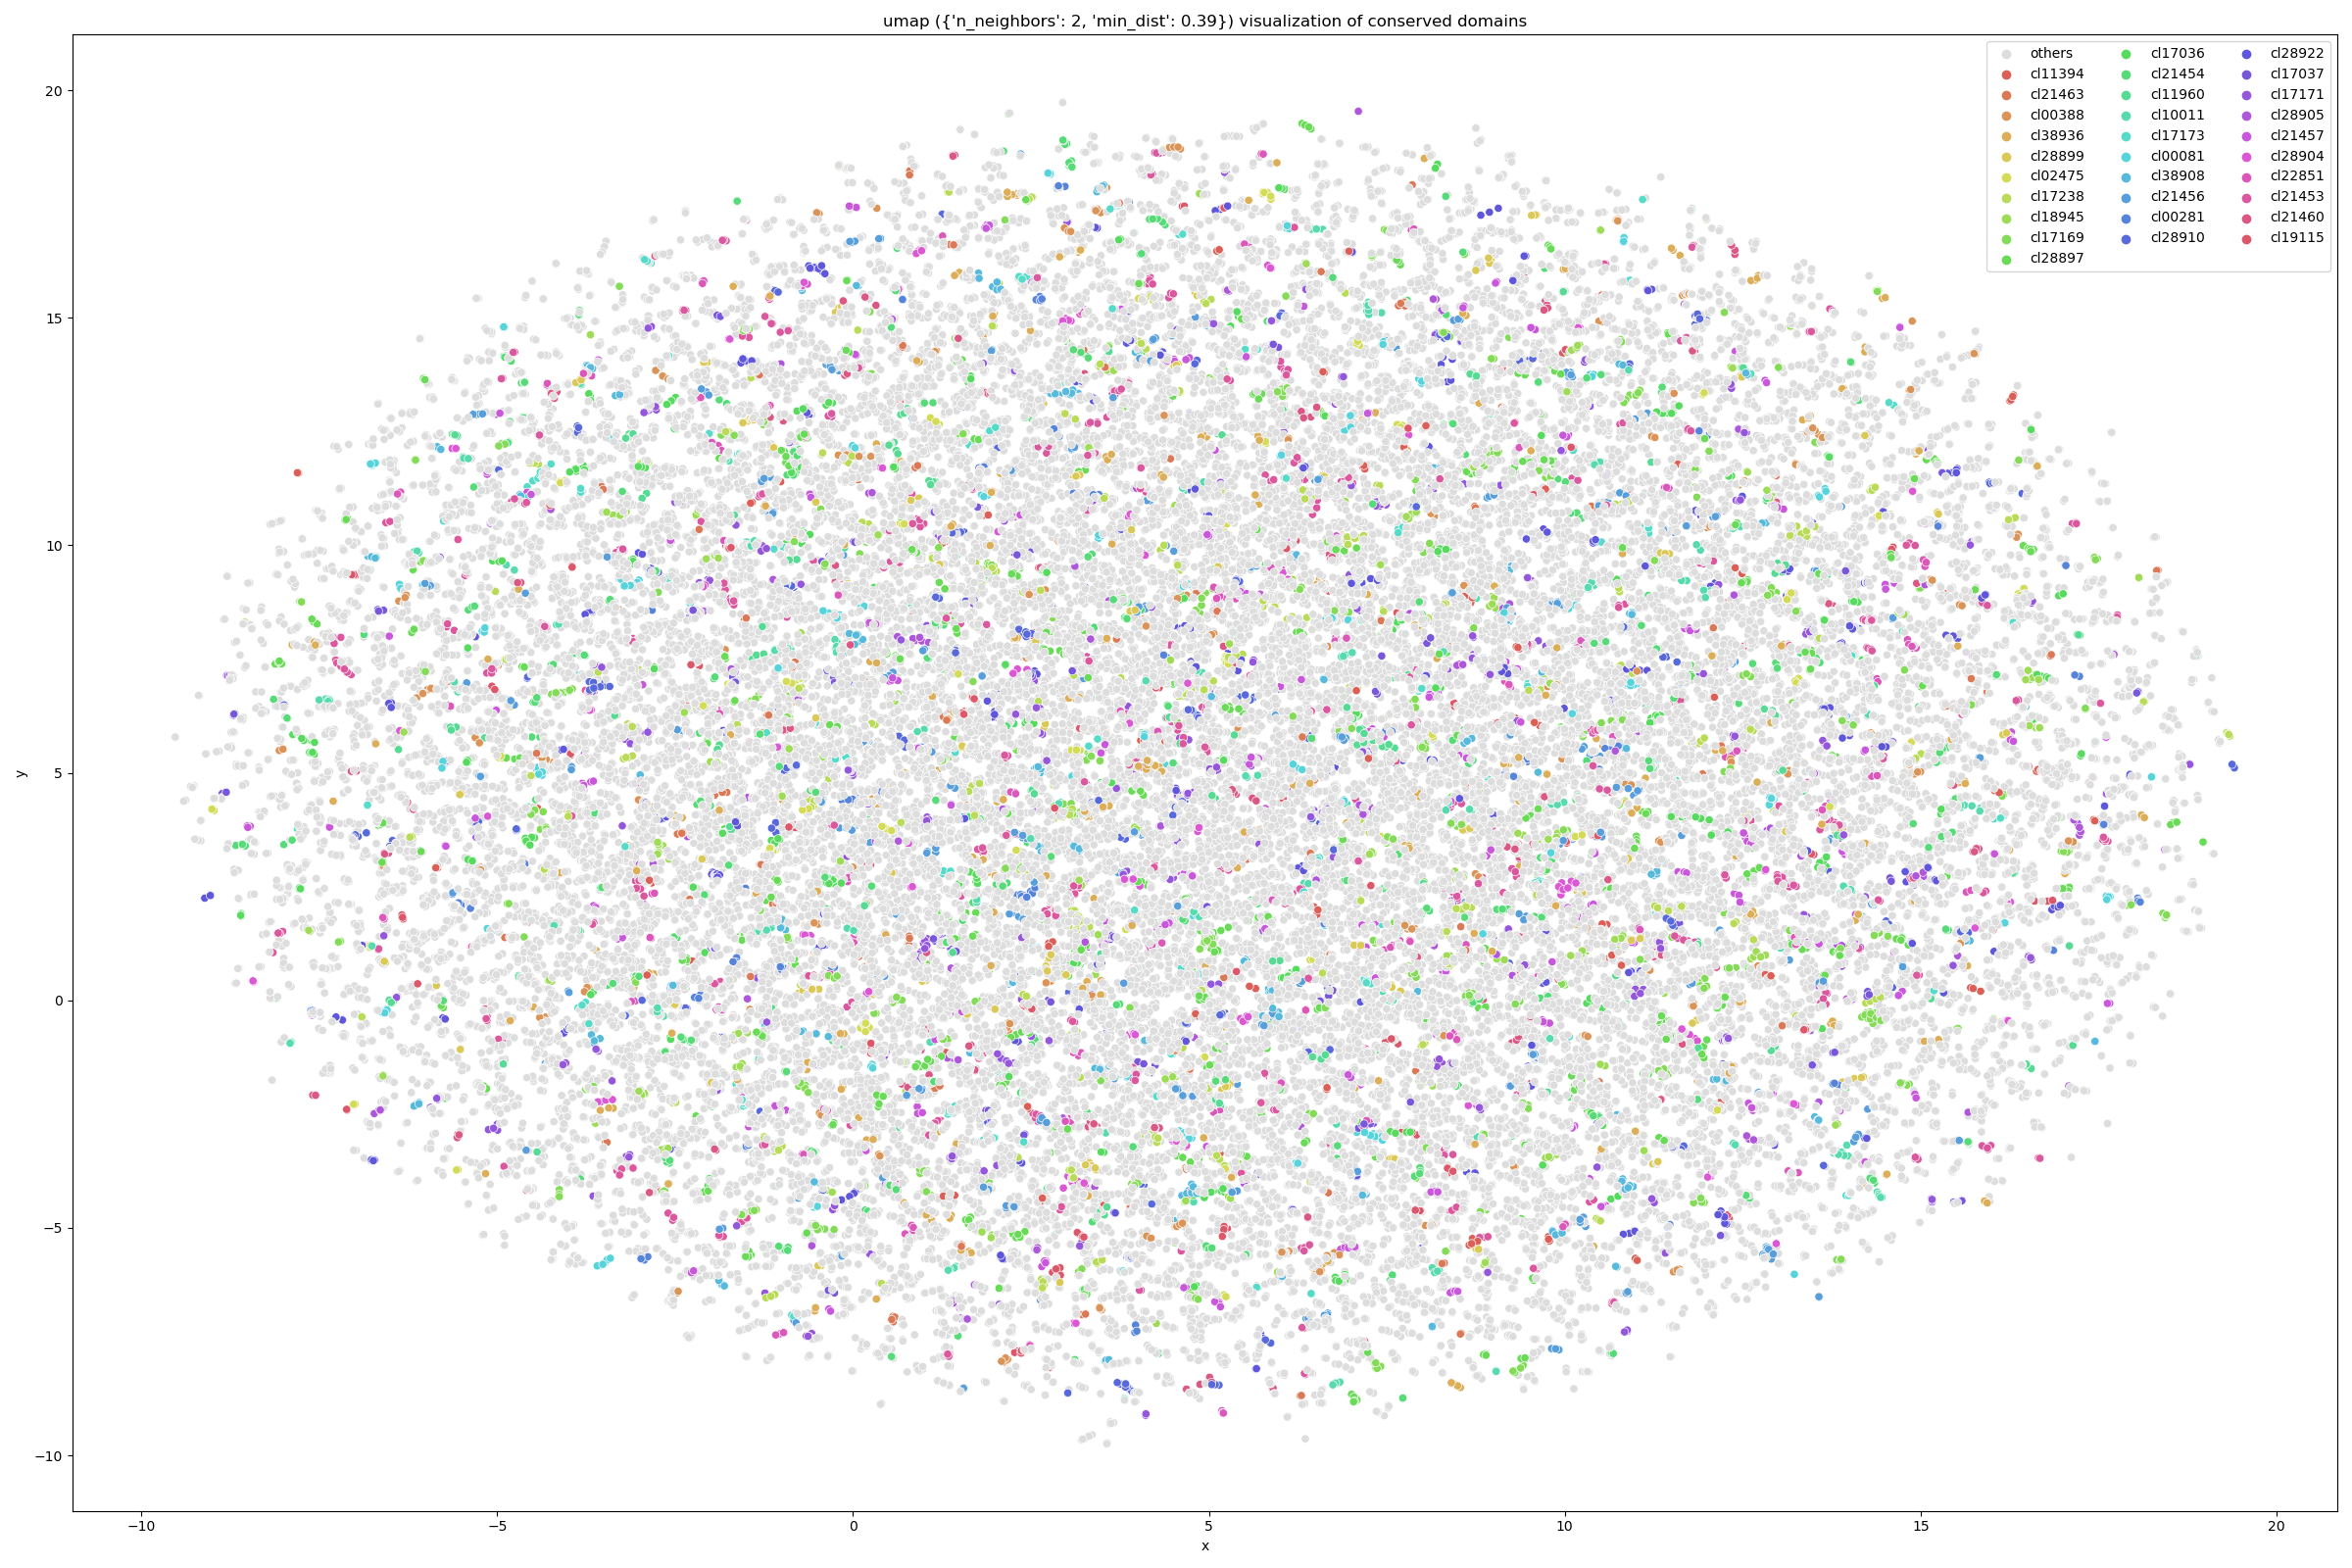 umap ({'n_neighbors': 2, 'min_dist': 0.39}) visualization of conserved domains
others cl17036 cl28922
cl11394 cl21454 cl17037
cl21463 cl11960 cl17171
cl00388 cl10011 cl28905
cl38936 cl17173 cl21457
cl28899 cl00081 cl28904
cl02475 cl38908 cl22851
cl17238 cl21456 cl21453
cl18945 cl00281 cl21460
cl17169 cl28910 cl19115
cl28897
20
15
10
5
0
−5
−10
y
−10 −5 0 5 10 15 20
x